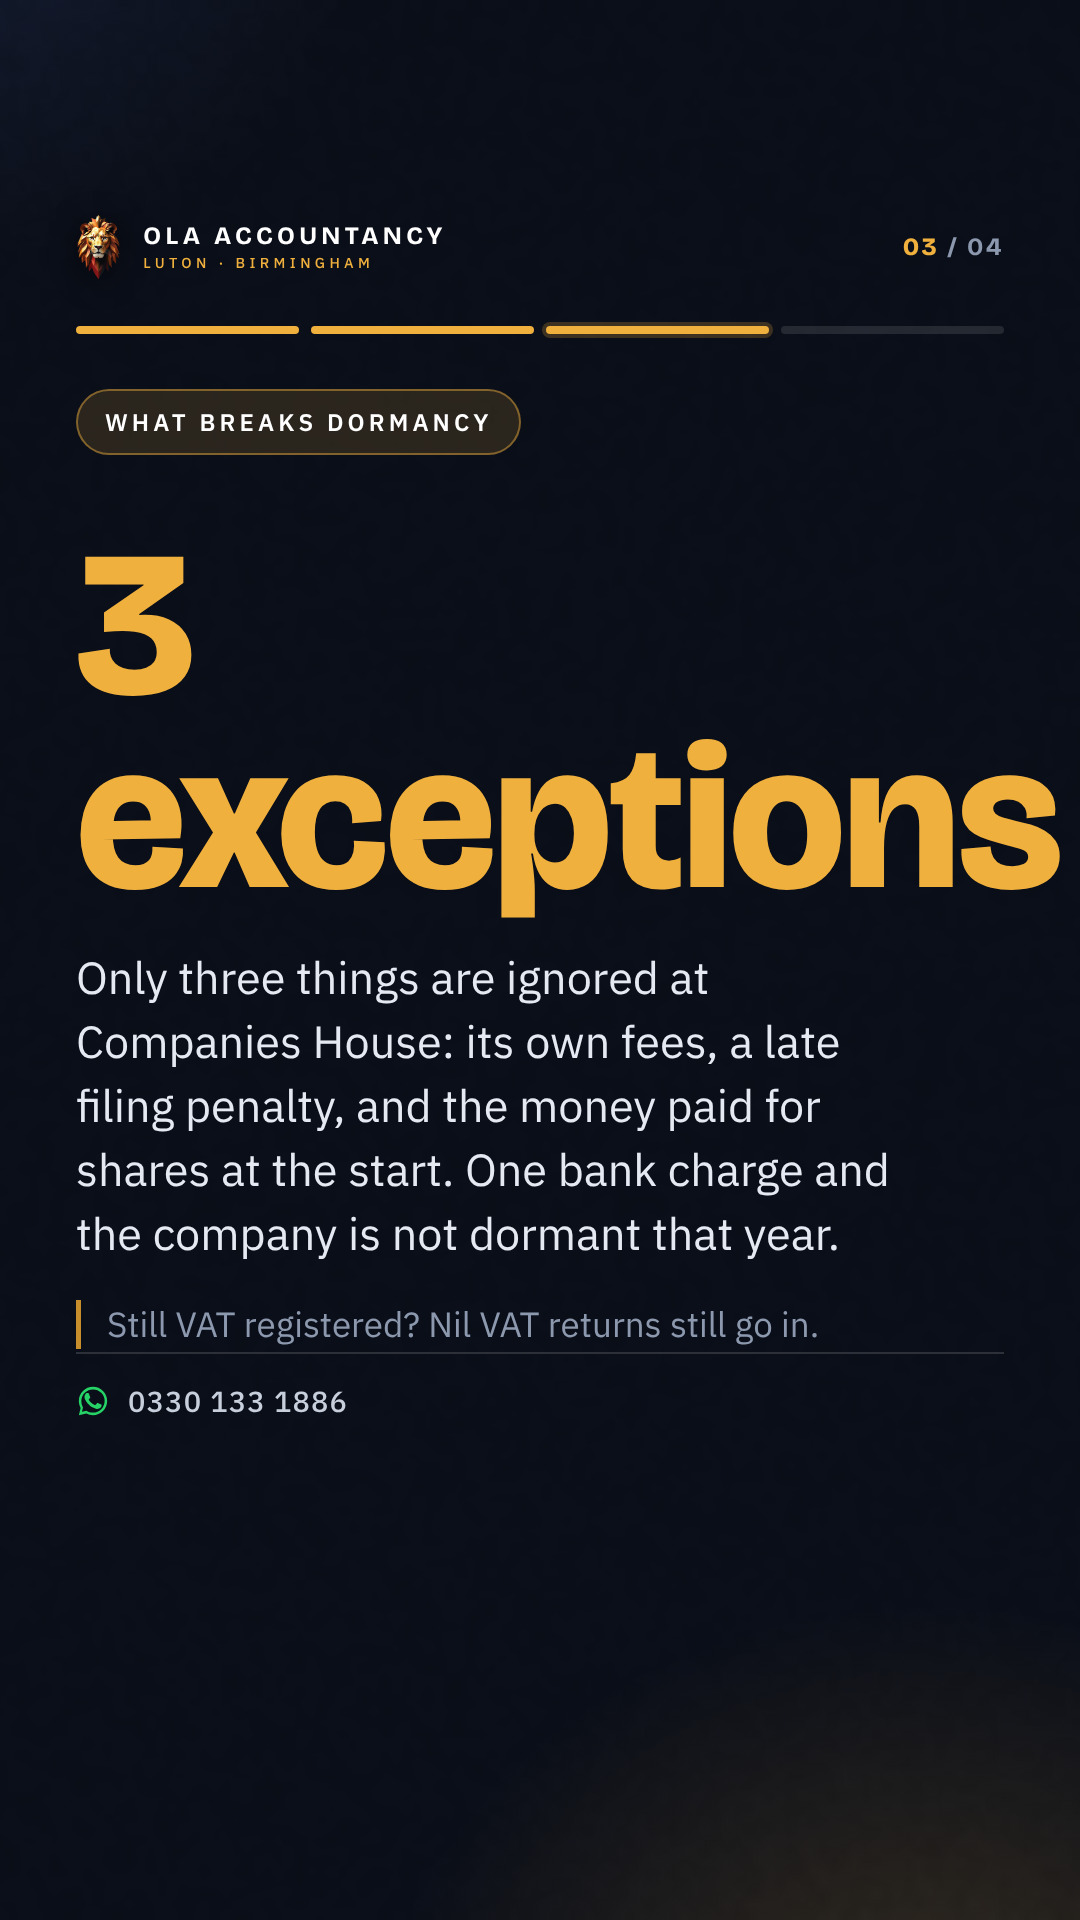 OLA ACCOUNTANCY
LUTON · BIRMINGHAM
03 / 04
WHAT BREAKS DORMANCY
3
exceptions
Only three things are ignored at
Companies House: its own fees, a late
filing penalty, and the money paid for
shares at the start. One bank charge and
the company is not dormant that year.
Still VAT registered? Nil VAT returns still go in.
0330 133 1886